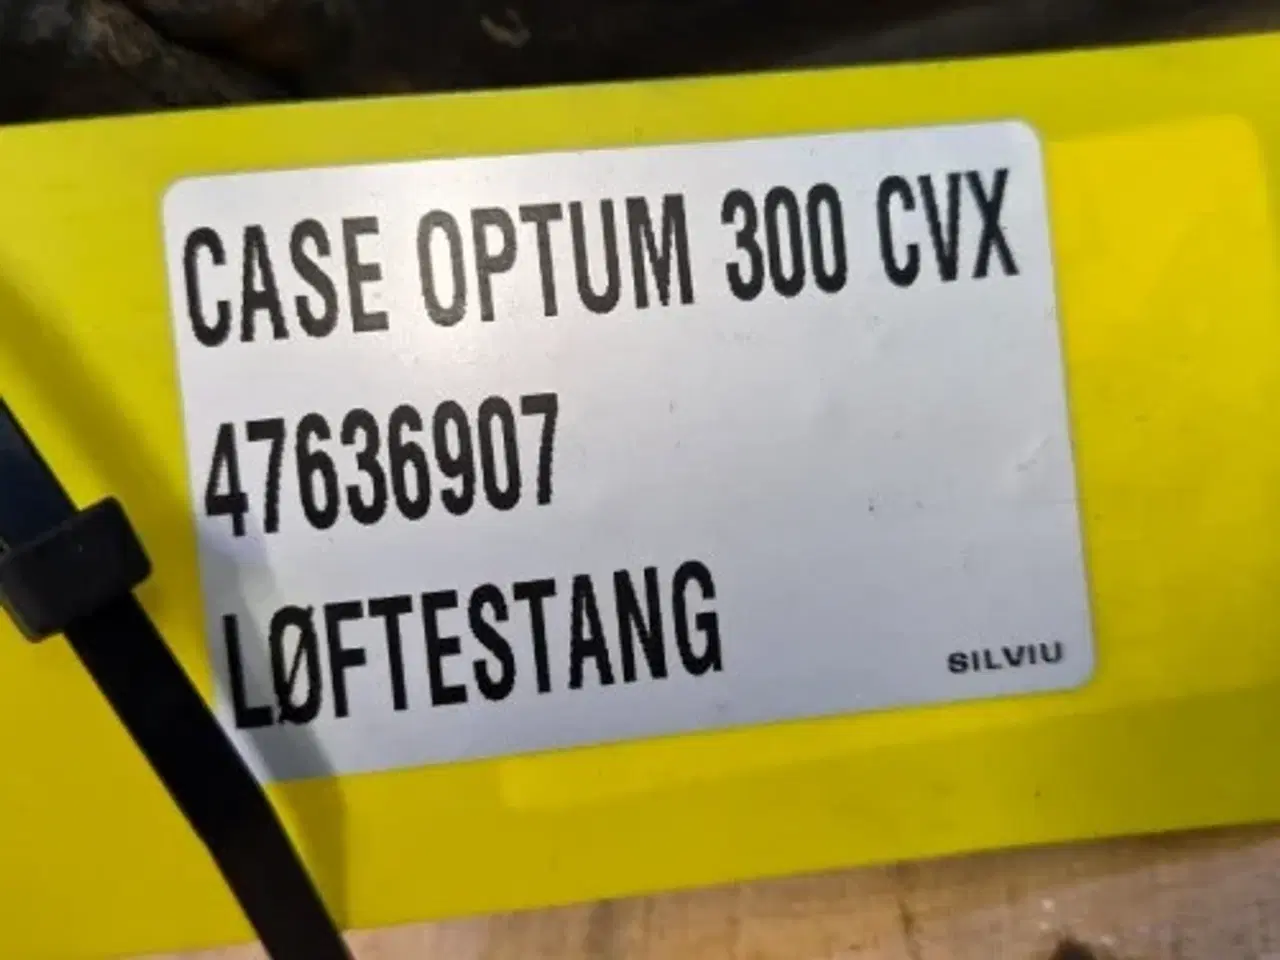 CASE OPTUM 300 CVX
47636907
LØFTESTANG
SILVIU